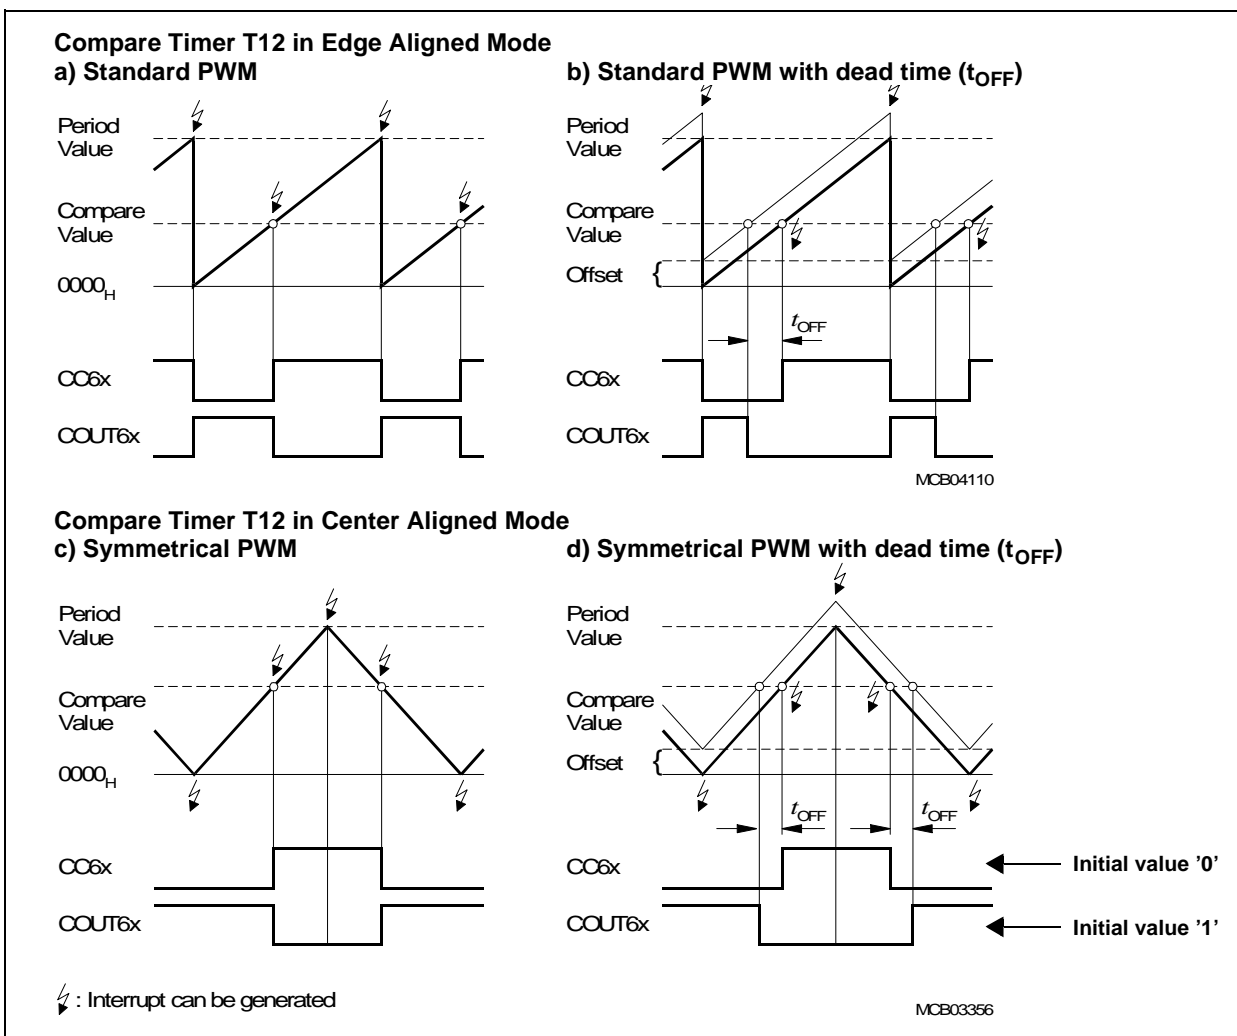 Compare Timer T12 in Edge Aligned Mode
a) Standard PWM
b) Standard PWM with dead time (tOFF)
Period
Value
Compare
Value
0000H
CC6x
COUT6x
Period
Value
Compare
Value
Offset {
tOFF
CC6x
COUT6x
MCB04110
Compare Timer T12 in Center Aligned Mode
c) Symmetrical PWM
d) Symmetrical PWM with dead time (tOFF)
Period
Value
Compare
Value
0000H
CC6x
COUT6x
Period
Value
Compare
Value
Offset {
tOFF
tOFF
CC6x
Initial value ’0’
COUT6x
Initial value ’1’
: Interrupt can be generated
MCB03356